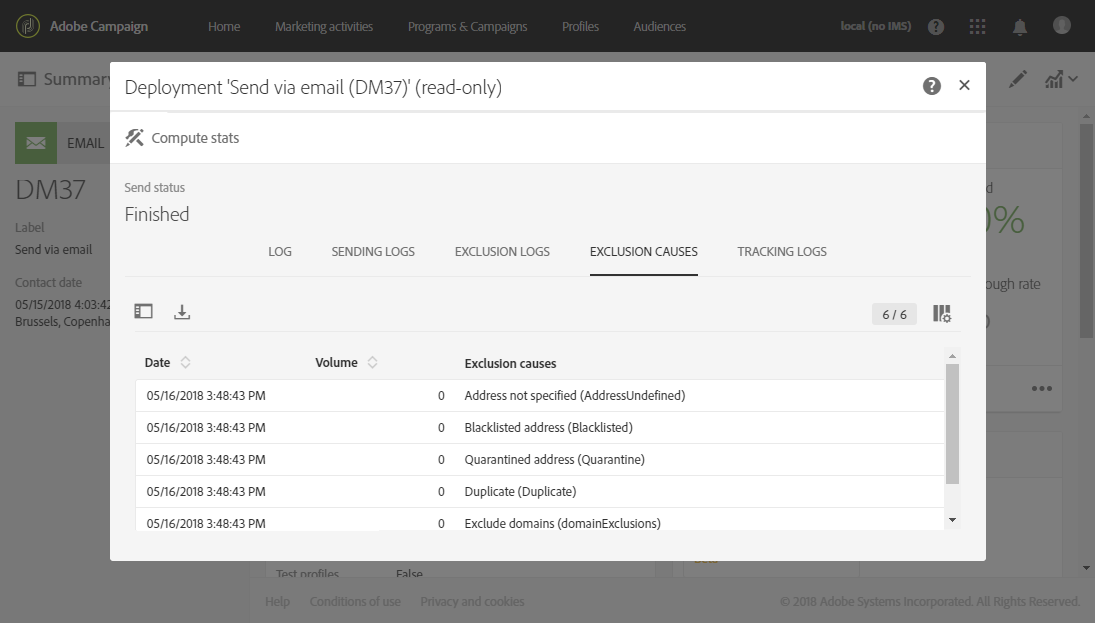 Adobe Campaign Home Marketing activities Programs & Campaigns Profiles Audiences local (no IMS)
Summary
Deployment 'Send via email (DM37)' (read-only)
Compute stats
EMAIL
DM37
Label
Send via email
Contact date
05/15/2018 4:03:42
Brussels,
Send status
Finished
LOG SENDING LOGS EXCLUSION LOGS EXCLUSION CAUSES TRACKING LOGS
6 / 6
Date Volume Exclusion causes
05/16/2018 3:48:43 PM 0 Address not specified (AddressUndefined)
05/16/2018 3:48:43 PM 0 Blacklisted address (Blacklisted)
05/16/2018 3:48:43 PM 0 Quarantined address (Quarantine)
05/16/2018 3:48:43 PM 0 Duplicate (Duplicate)
05/16/2018 3:48:43 PM 0 Exclude domains (domainExclusions)
%
rate
Test profiles False
Help Conditions of use Privacy and cookies © 2018 Adobe Systems Incorporated. All Rights Reserved.